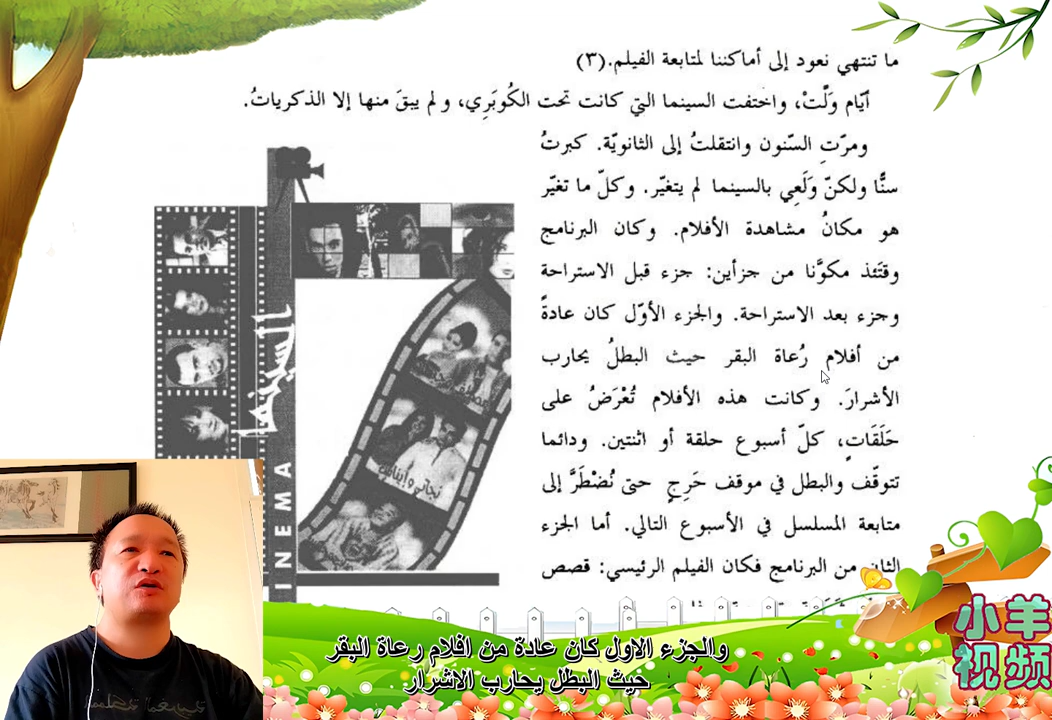 ما تنتهي نعود إلى أماكننا لمتابعة الفيلم.(٣)
أيّام ولَّتْ، واختفت السينما التي كانت تحت الكُوبَرِي، ولم يبقَ منها إلا الذكرياتُ.
ومرّتِ السّنون وانتقلتُ إلى الثانويّة. كبرتُ
سنًّا ولكنّ وَلَعِي بالسينما لم يتغيّر. وكلّ ما تغيّر
هو مكانُ مشاهدة الأفلام. وكان البرنامج
وقتَئذ مكوَّنا من جزأين: جزء قبل الاستراحة
وجزء بعد الاستراحة. والجزء الأوّل كان عادةً
من أفلام رُعاة البقر حيث البطلُ يحارب
الأشرارَ. وكانت هذه الأفلام تُعْرَضُ على
حَلَقَاتٍ، كلّ أسبوع حلقة أو اثنتين. ودائما
تتوقّف والبطل في موقف حَرِجٍ حتى نُضْطَرَّ إلى
متابعة المسلسل في الأسبوع التالي. أما الجزء
الثاني من البرنامج فكان الفيلم الرئيسي: قصص
السينما
INEMA
والجزء الاول كان عادة من افلام رعاة البقر
حيث البطل يحارب الاشرار
小羊
视频